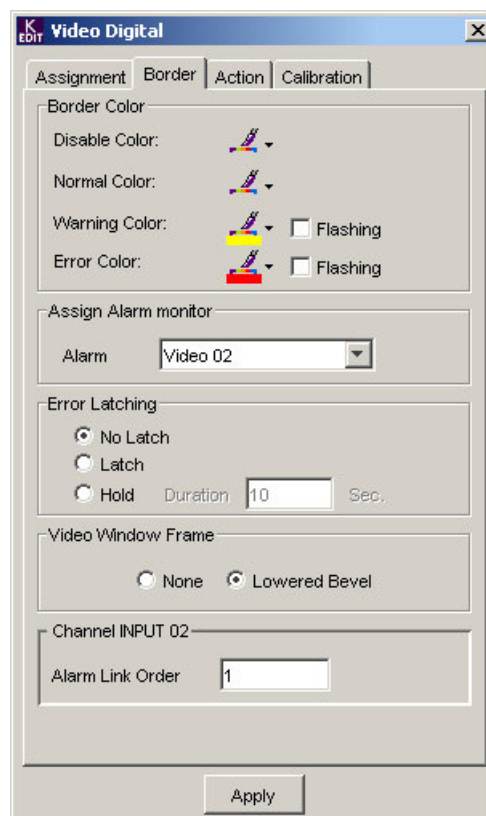 K EDIT Video Digital
Assignment Border Action Calibration
Border Color
Disable Color:
Normal Color:
Warning Color: Flashing
Error Color: Flashing
Assign Alarm monitor
Alarm Video 02
Error Latching
No Latch
Latch
Hold Duration 10 Sec.
Video Window Frame
None Lowered Bevel
Channel INPUT 02
Alarm Link Order 1
Apply